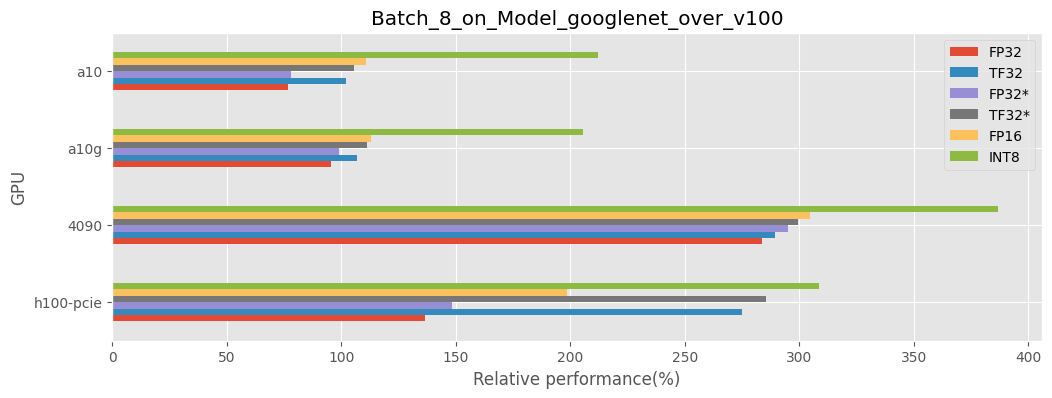 Batch_8_on_Model_googlenet_over_v100
FP32
TF32
FP32*
TF32*
FP16
INT8
GPU
a10
a10g
4090
h100-pcie
0 50 100 150 200 250 300 350 400
Relative performance(%)